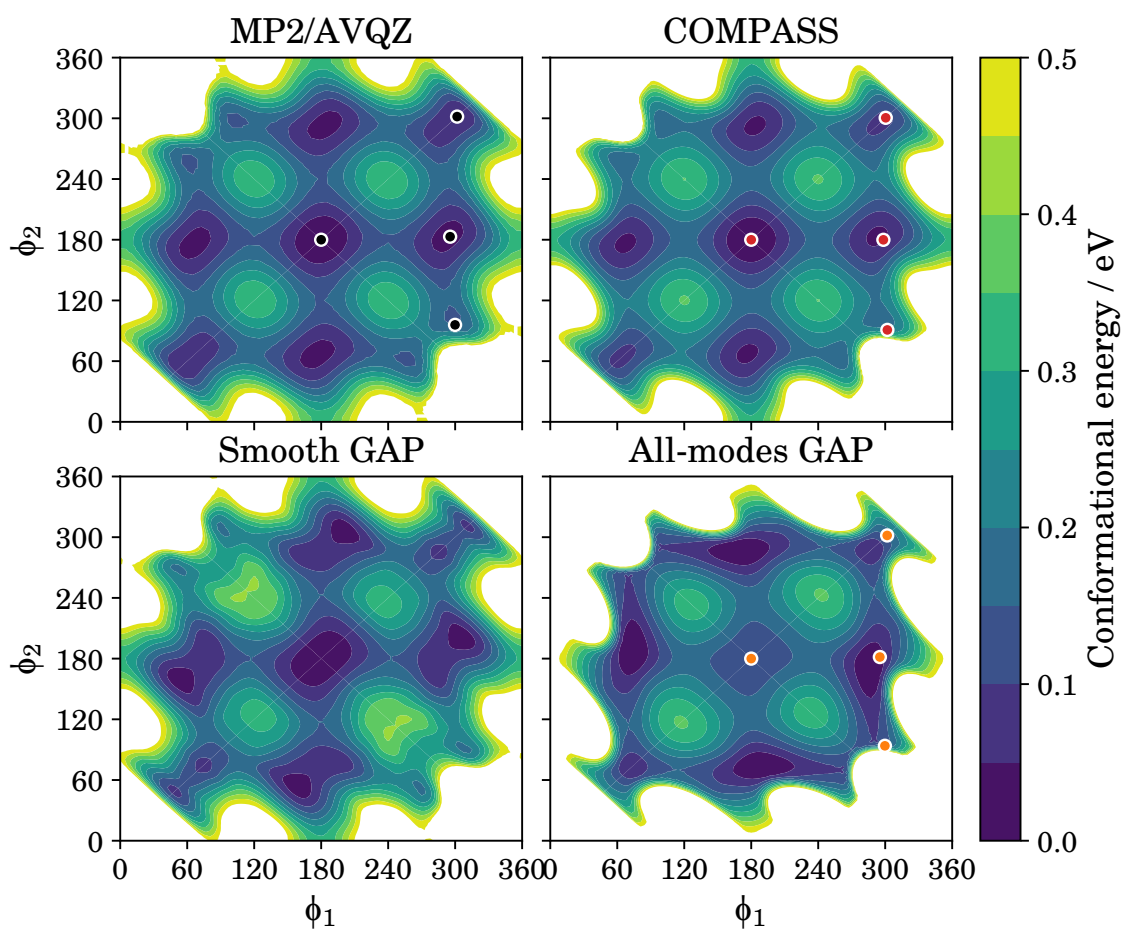 MP2/AVQZ
COMPASS
360
300
240
180
120
60
0
ϕ2
0.5
0.4
0.3
0.2
0.1
0.0
Conformational energy / eV
Smooth GAP
All-modes GAP
360
300
240
180
120
60
0
ϕ2
0 60 120 180 240 300 360
0 60 120 180 240 300 360
ϕ1
ϕ1